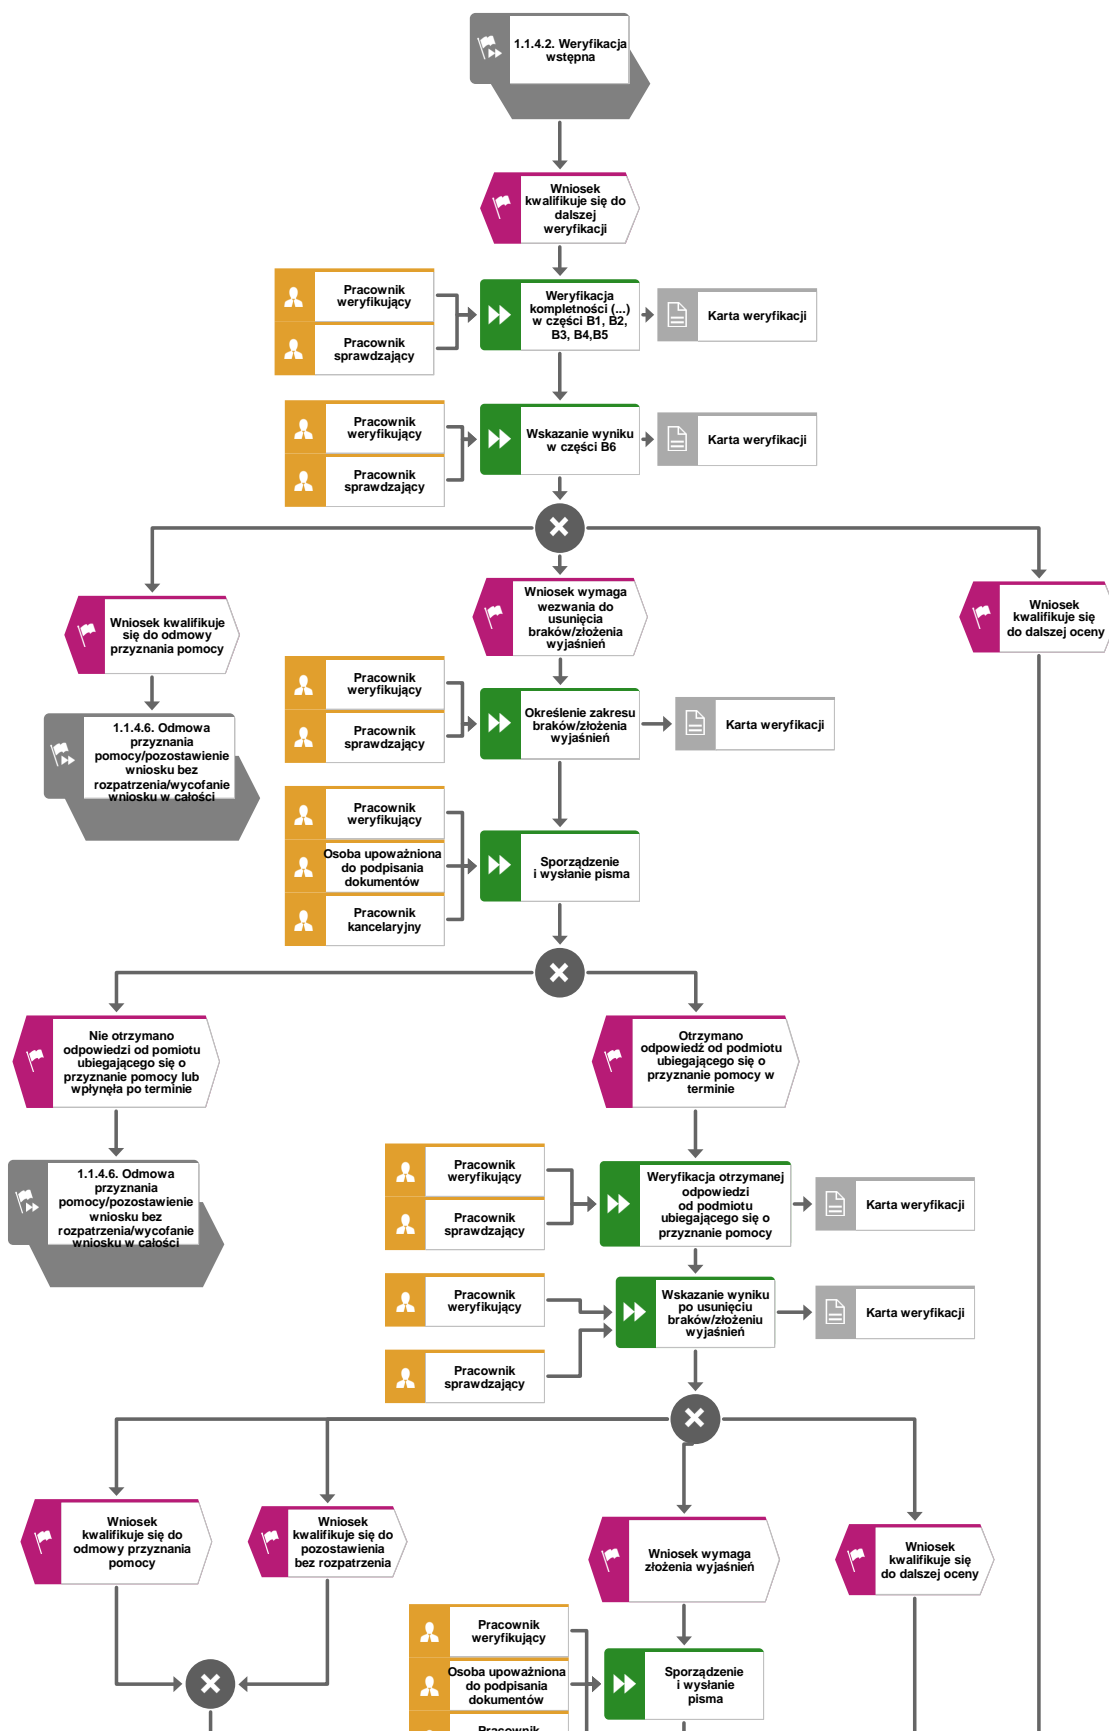 1.1.4.2. Weryfikacja
wstępna
Wniosek
kwalifikuje się do
dalszej
weryfikacji
Pracownik
weryfikujący
Pracownik
sprawdzający
Weryfikacja
kompletności (...)
w części B1, B2,
B3, B4,B5
Karta weryfikacji
Pracownik
weryfikujący
Pracownik
sprawdzający
Wskazanie wyniku
w części B6
Karta weryfikacji
Wniosek kwalifikuje
się do odmowy
przyznania pomocy
Wniosek wymaga
wezwania do
usunięcia
braków/złożenia
wyjaśnień
Wniosek
kwalifikuje się
do dalszej oceny
1.1.4.6. Odmowa
przyznania
pomocy/pozostawienie
wniosku bez
rozpatrzenia/wycofanie
wniosku w całości
Pracownik
weryfikujący
Pracownik
sprawdzający
Określenie zakresu
braków/złożenia
wyjaśnień
Karta weryfikacji
Pracownik
weryfikujący
Osoba upoważniona
do podpisania
dokumentów
Pracownik
kancelaryjny
Sporządzenie
i wysłanie pisma
Nie otrzymano
odpowiedzi od pomiotu
ubiegającego się o
przyznanie pomocy lub
wpłynęła po terminie
Otrzymano
odpowiedź od podmiotu
ubiegającego się o
przyznanie pomocy w
terminie
1.1.4.6. Odmowa
przyznania
pomocy/pozostawienie
wniosku bez
rozpatrzenia/wycofanie
wniosku w całości
Pracownik
weryfikujący
Pracownik
sprawdzający
Weryfikacja otrzymanej
odpowiedzi
od podmiotu
ubiegającego się o
przyznanie pomocy
Karta weryfikacji
Pracownik
weryfikujący
Pracownik
sprawdzający
Wskazanie wyniku
po usunięciu
braków/złożeniu
wyjaśnień
Karta weryfikacji
Wniosek
kwalifikuje się do
odmowy przyznania
pomocy
Wniosek
kwalifikuje się do
pozostawienia
bez rozpatrzenia
Wniosek wymaga
złożenia wyjaśnień
Wniosek
kwalifikuje się
do dalszej oceny
Pracownik
weryfikujący
Osoba upoważniona
do podpisania
dokumentów
Pracownik
Sporządzenie
i wysłanie
pisma